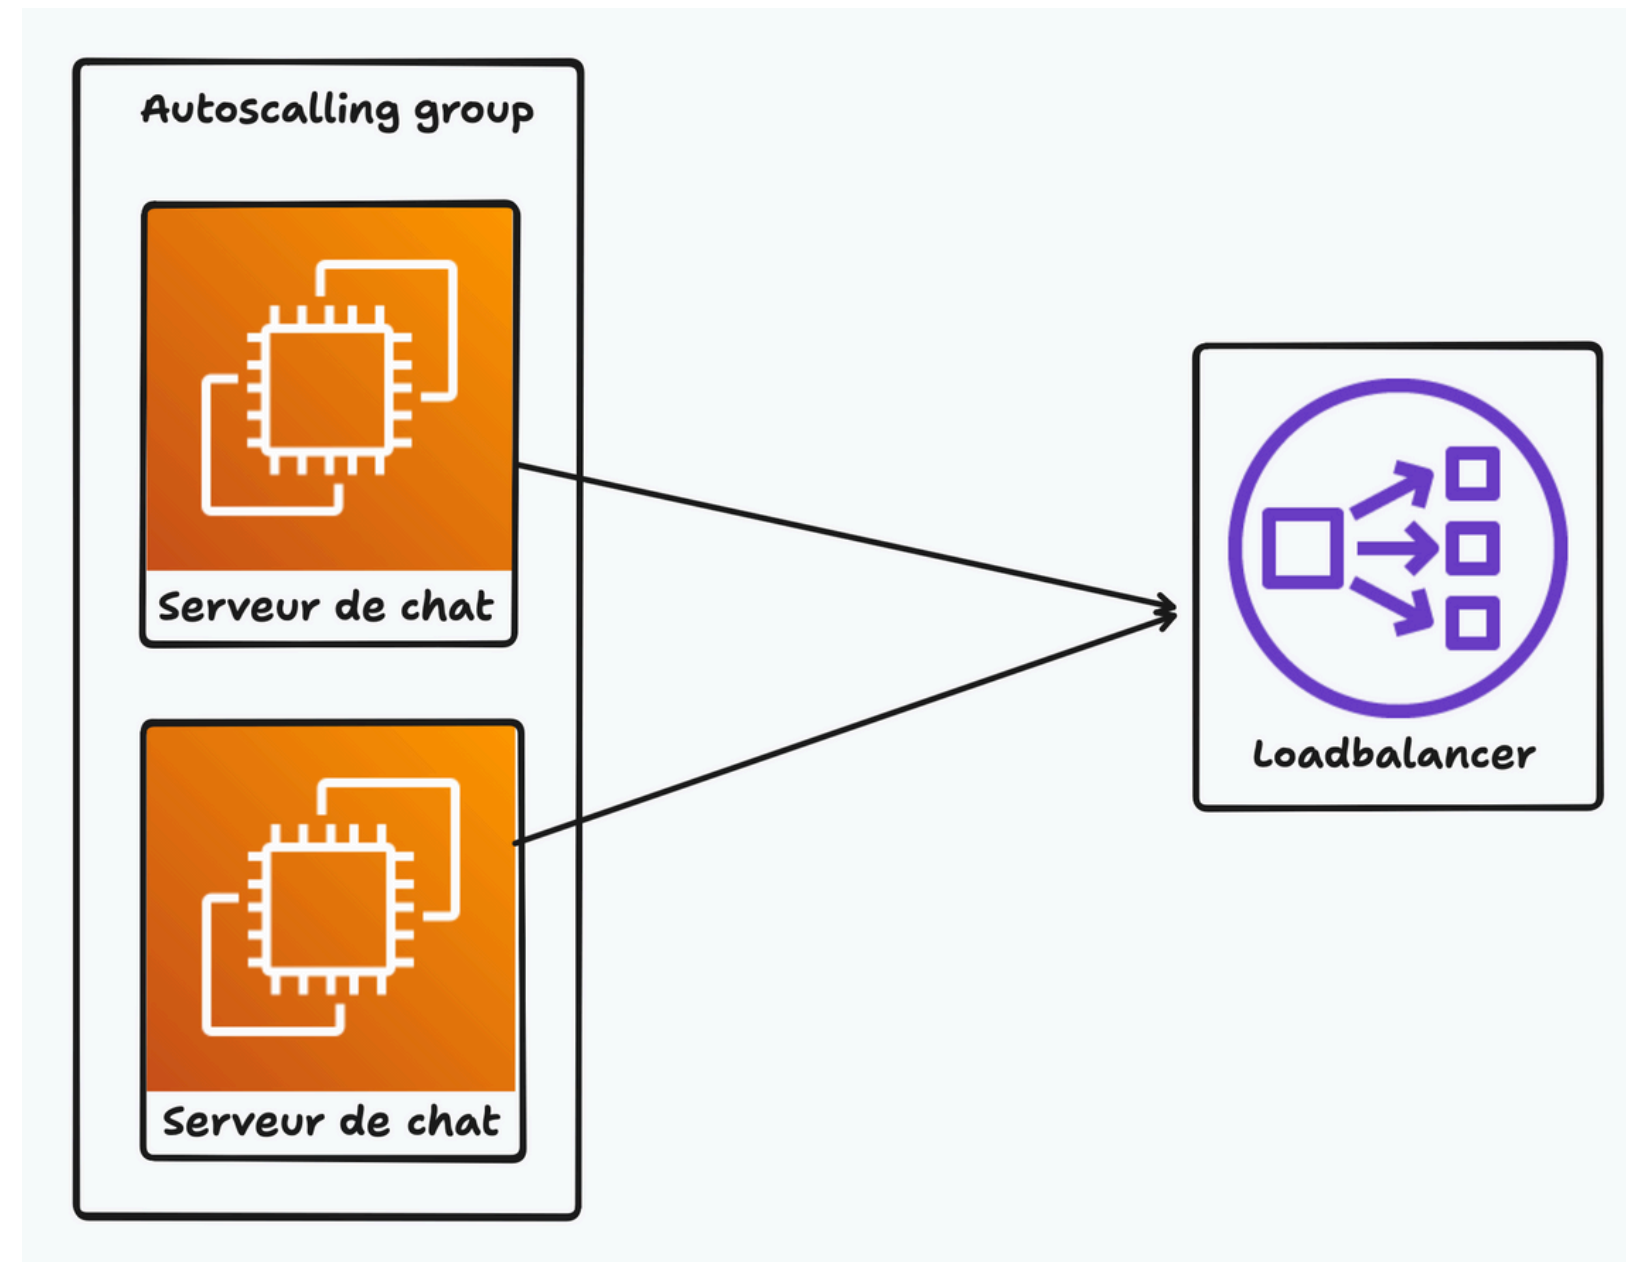 Autoscalling group
Serveur de chat
Serveur de chat
Loadbalancer